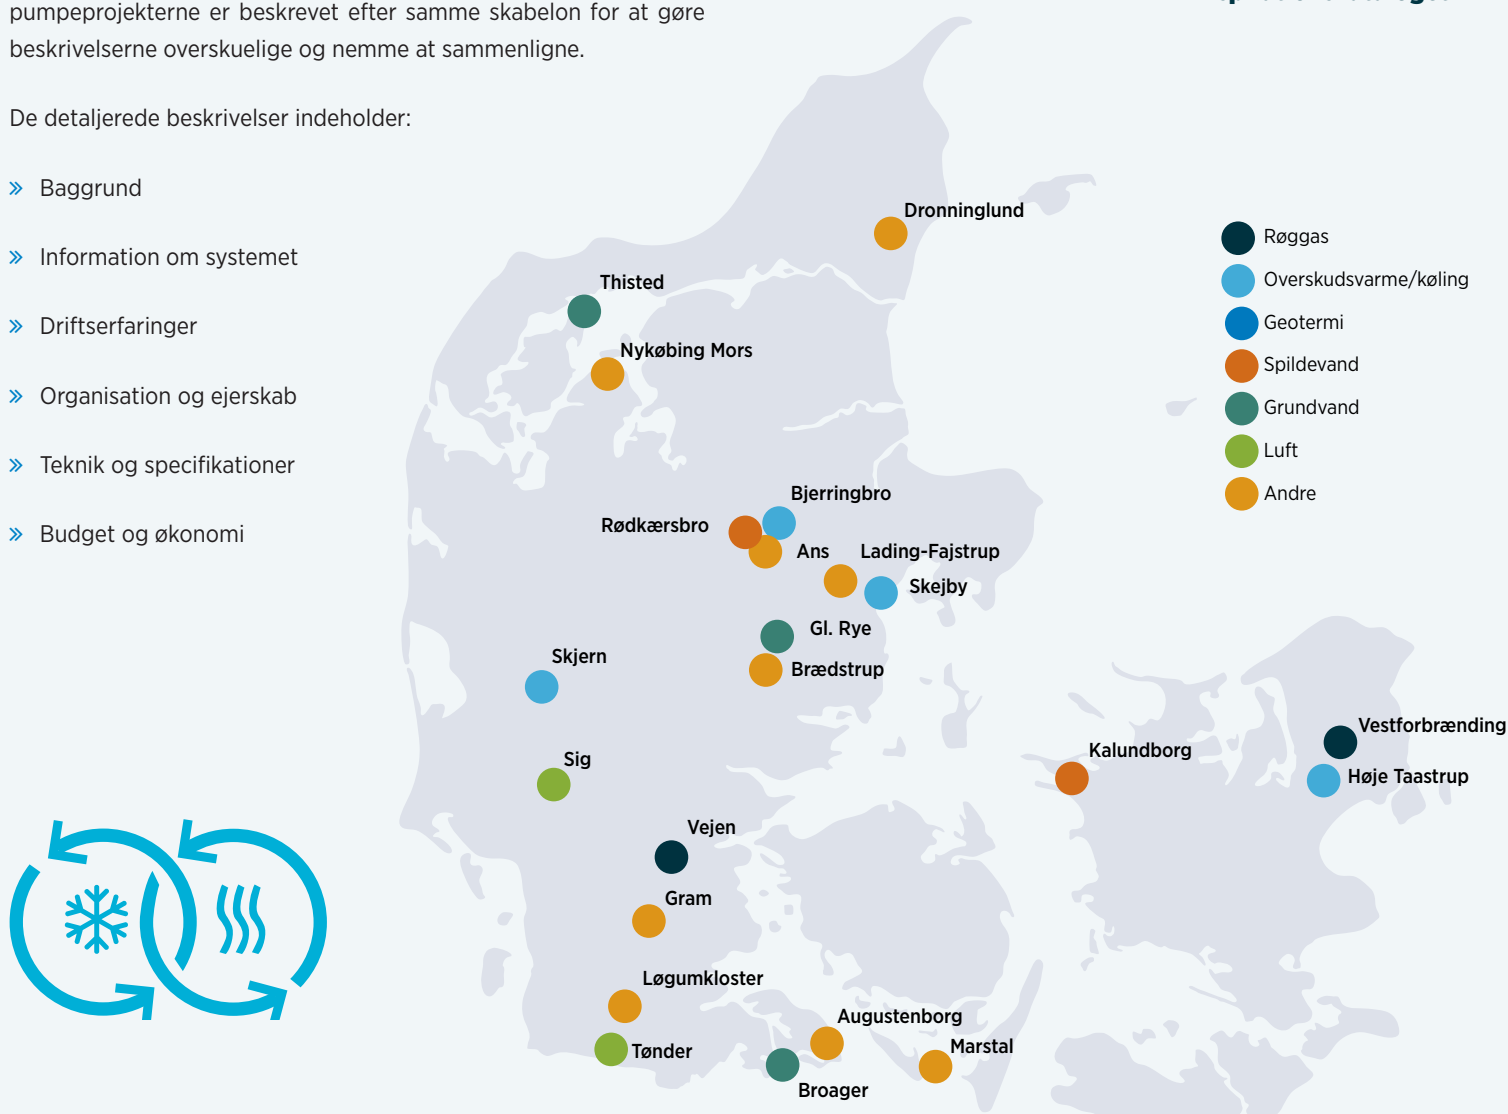 pumpeprojekterne er beskrevet efter samme skabelon for at gøre
beskrivelserne overskuelige og nemme at sammenligne.
De detaljerede beskrivelser indeholder:
» Baggrund
» Information om systemet
» Driftserfaringer
» Organisation og ejerskab
» Teknik og specifikationer
» Budget og økonomi
Dronninglund
Thisted
Nykøbing Mors
Bjerringbro
Rødkærsbro
Ans
Lading-Fajstrup
Skejby
Gl. Rye
Brædstrup
Skjern
Sig
Kalundborg
Vestforbrænding
Høje Taastrup
Vejen
Gram
Løgumkloster
Tønder
Augustenborg
Marstal
Broager
Røggas
Overskudsvarme/køling
Geotermi
Spildevand
Grundvand
Luft
Andre